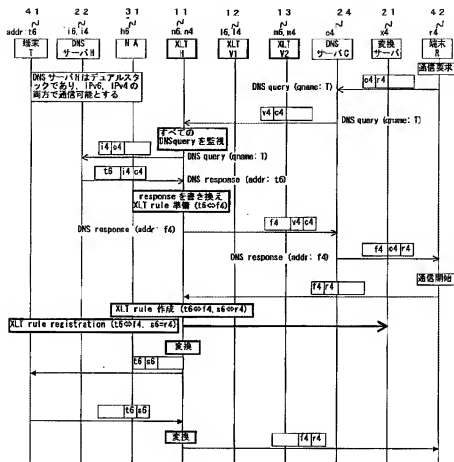 41 22 31 11 12 13 24 21 42
addr:t6 i6,i4 h6 n6,n4 l6,l4 m6,m4 c4 x4 r4
端末 T
DNS サーバH
HA
XLT H
XLT V1
XLT V2
DNS サーバC
変換 サーバ
端末 R
通信要求
DNSサーバHはデュアルスタックであり、IPv6、IPv4の両方で通信可能とする
c4 r4
DNS query (qname: T)
v4 c4
DNS query (qname: T)
すべての DNSqueryを監視
i4 c4
DNS query (qname: T)
t6 i4 c4
DNS response (addr: t6)
responseを書き換え XLT rule 準備 (t6⇔f4)
f4 v4 c4
DNS response (addr: f4)
f4 c4 r4
DNS response (addr: f4)
通信開始
f4 r4
XLT rule 作成 (t6⇔f4, s6⇔r4)
XLT rule registration (t6⇔f4, s6=r4)
変換
t6 s6
t6 s6
変換
f4 r4